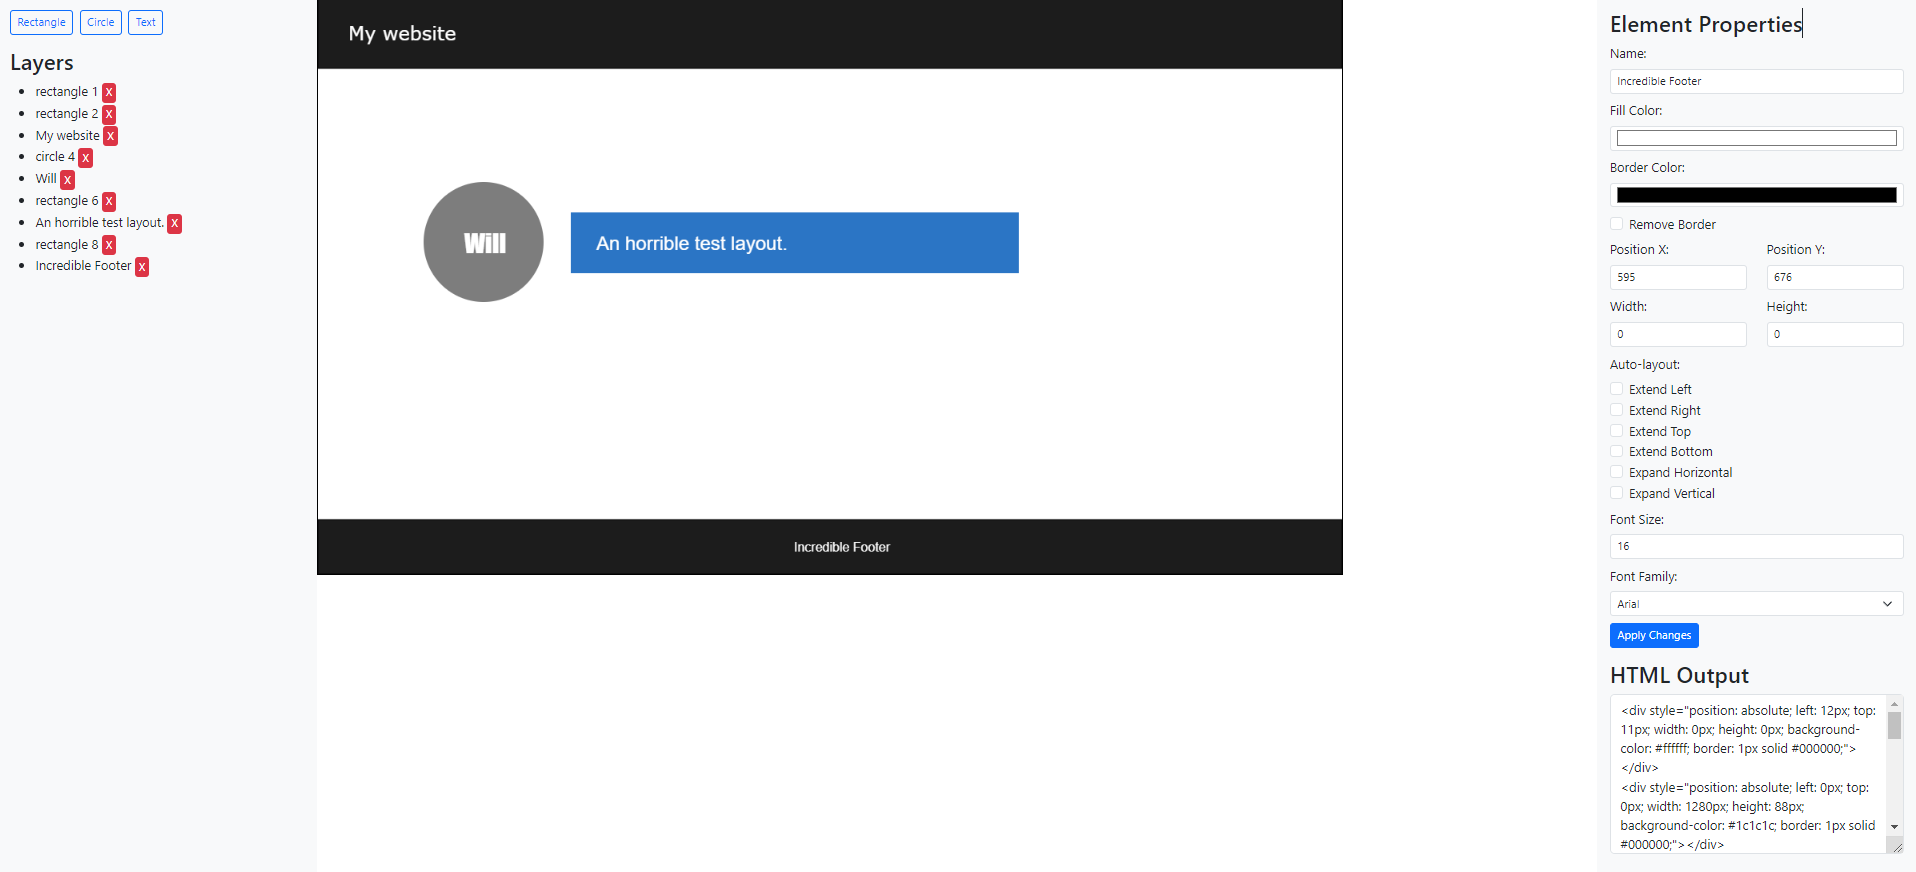 Rectangle Circle Text
Layers
rectangle 1 X
rectangle 2 X
My website X
circle 4 X
Will X
rectangle 6 X
An horrible test layout. X
rectangle 8 X
Incredible Footer X
My website
Will
An horrible test layout.
Incredible Footer
Element Properties
Name:
Incredible Footer
Fill Color:
Border Color:
Remove Border
Position X: Position Y:
595 676
Width: Height:
0 0
Auto-layout:
Extend Left
Extend Right
Extend Top
Extend Bottom
Expand Horizontal
Expand Vertical
Font Size:
16
Font Family:
Arial
Apply Changes
HTML Output
<div style="position: absolute; left: 12px; top:
11px; width: 0px; height: 0px; background-
color: #ffffff; border: 1px solid #000000;">
</div>
<div style="position: absolute; left: 0px; top:
0px; width: 1280px; height: 88px;
background-color: #1c1c1c; border: 1px solid
#000000;"></div>